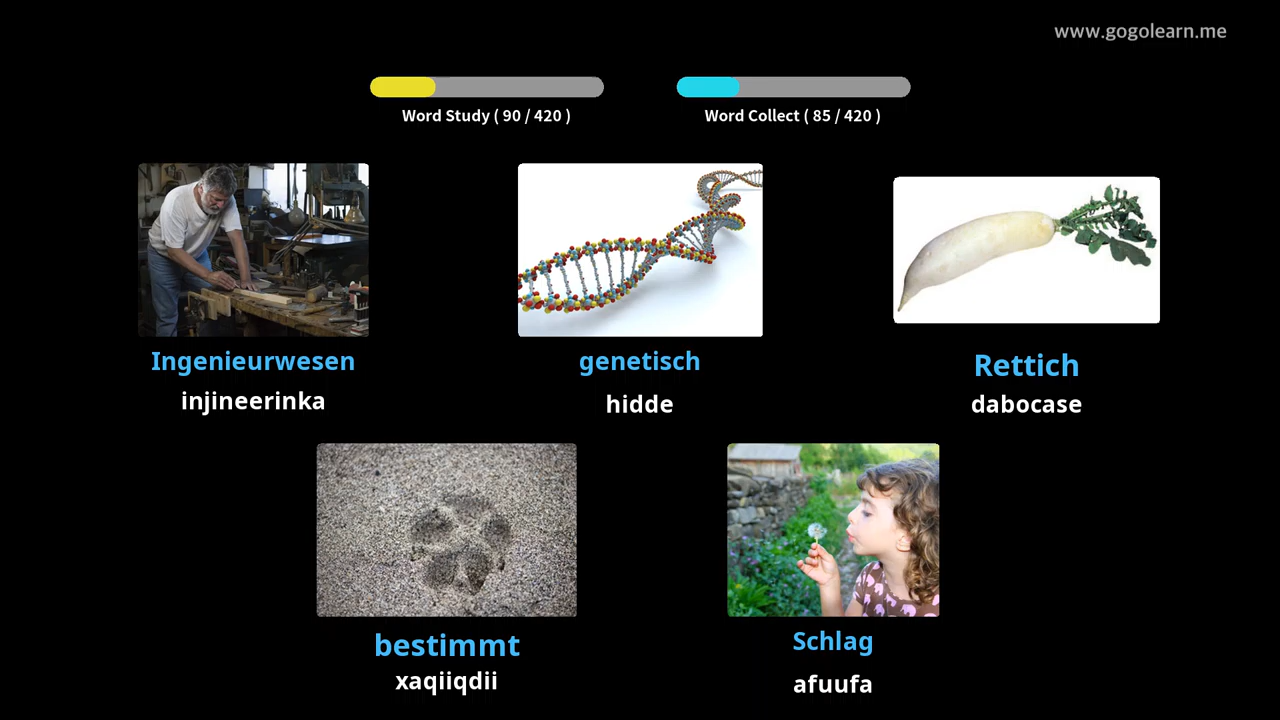 www.gogolearn.me
Word Study ( 90 / 420 )
Word Collect ( 85 / 420 )
Ingenieurwesen
injineerinka
genetisch
hidde
Rettich
dabocase
bestimmt
xaqiiqdii
Schlag
afuufa